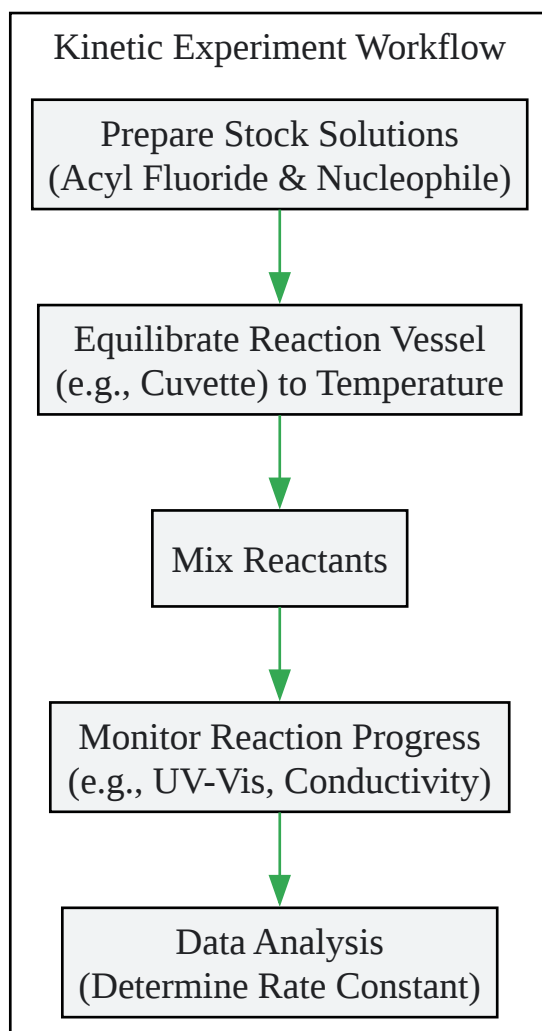 Kinetic Experiment Workflow
Prepare Stock Solutions
(Acyl Fluoride & Nucleophile)
Equilibrate Reaction Vessel
(e.g., Cuvette) to Temperature
Mix Reactants
Monitor Reaction Progress
(e.g., UV-Vis, Conductivity)
Data Analysis
(Determine Rate Constant)